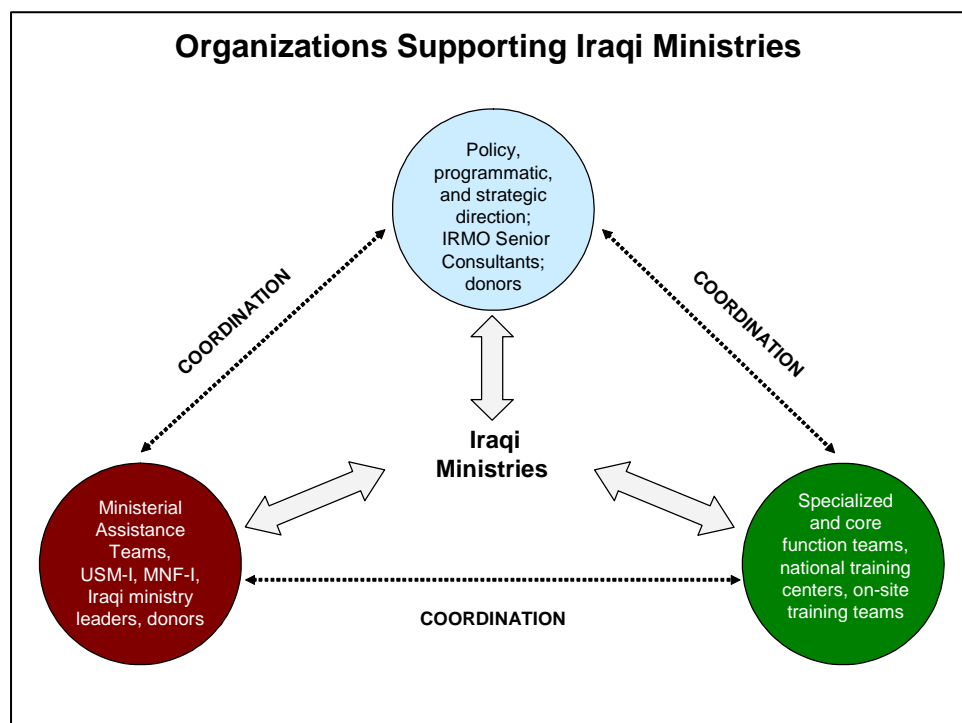 Organizations Supporting Iraqi Ministries
Policy,
programmatic,
and strategic
direction;
IRMO Senior
Consultants;
donors
COORDINATION
COORDINATION
Iraqi
Ministries
Ministerial
Assistance
Teams,
USM-I, MNF-I,
Iraqi ministry
leaders, donors
Specialized
and core
function teams,
national training
centers, on-site
training teams
COORDINATION